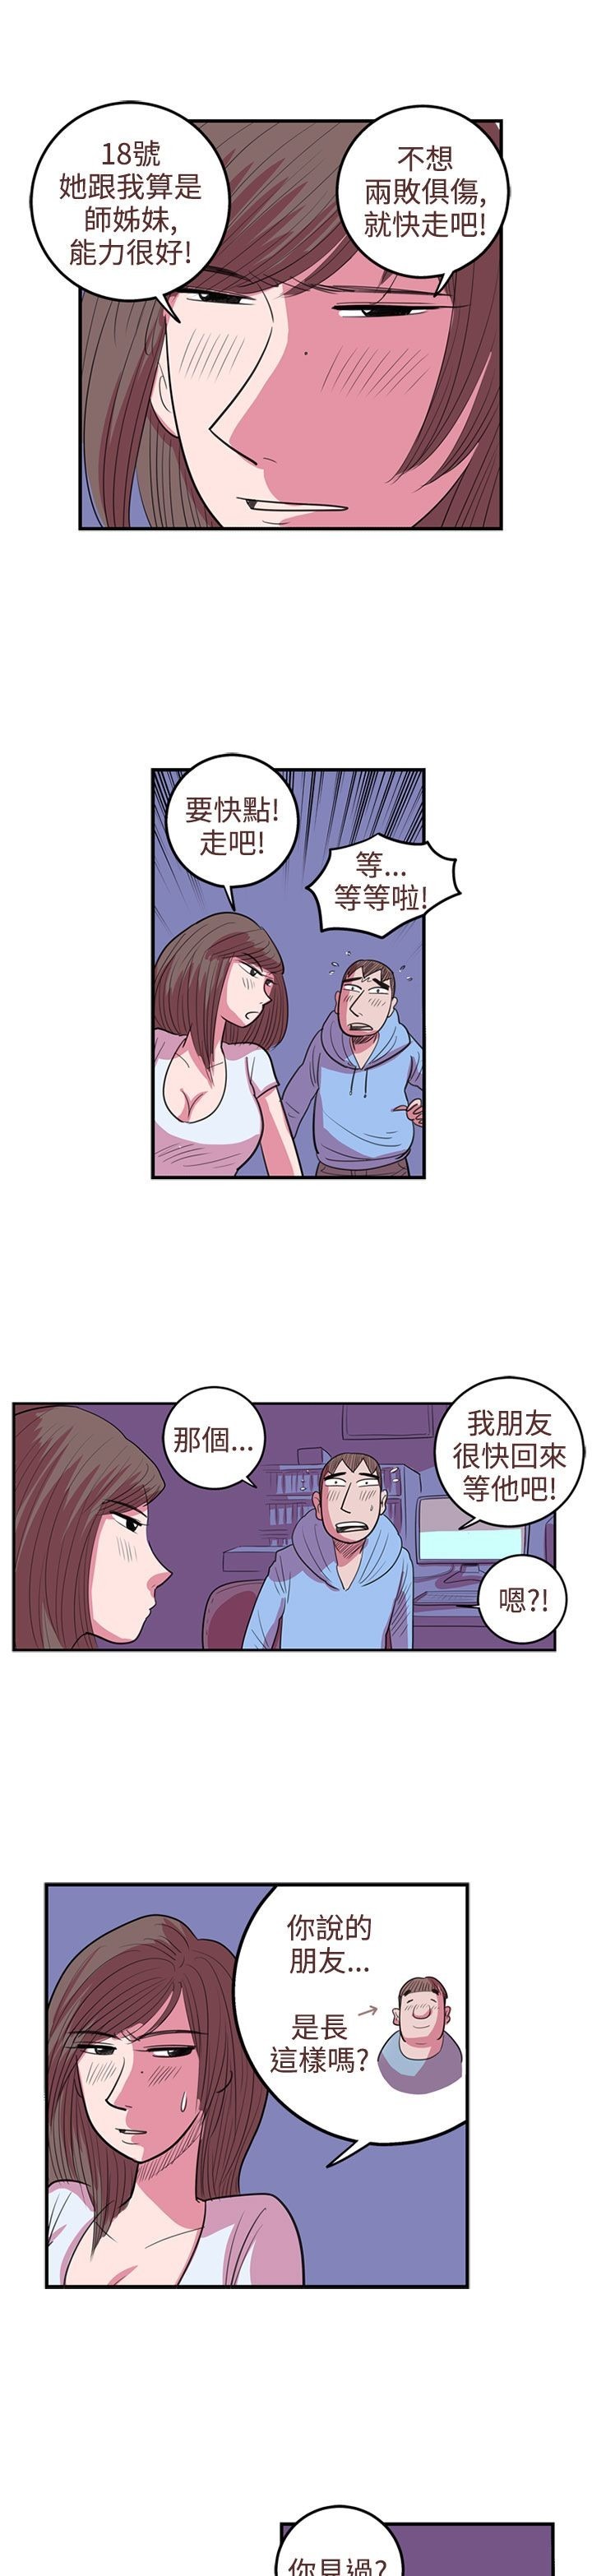 18號
她跟我算是
師姊妹,
能力很好!
不想
兩敗俱傷,
就快走吧!
要快點!
走吧!
等...
等等啦!
那個...
我朋友
很快回來
等他吧!
嗯?!
你說的
朋友...
是長
這樣嗎?
你見過?